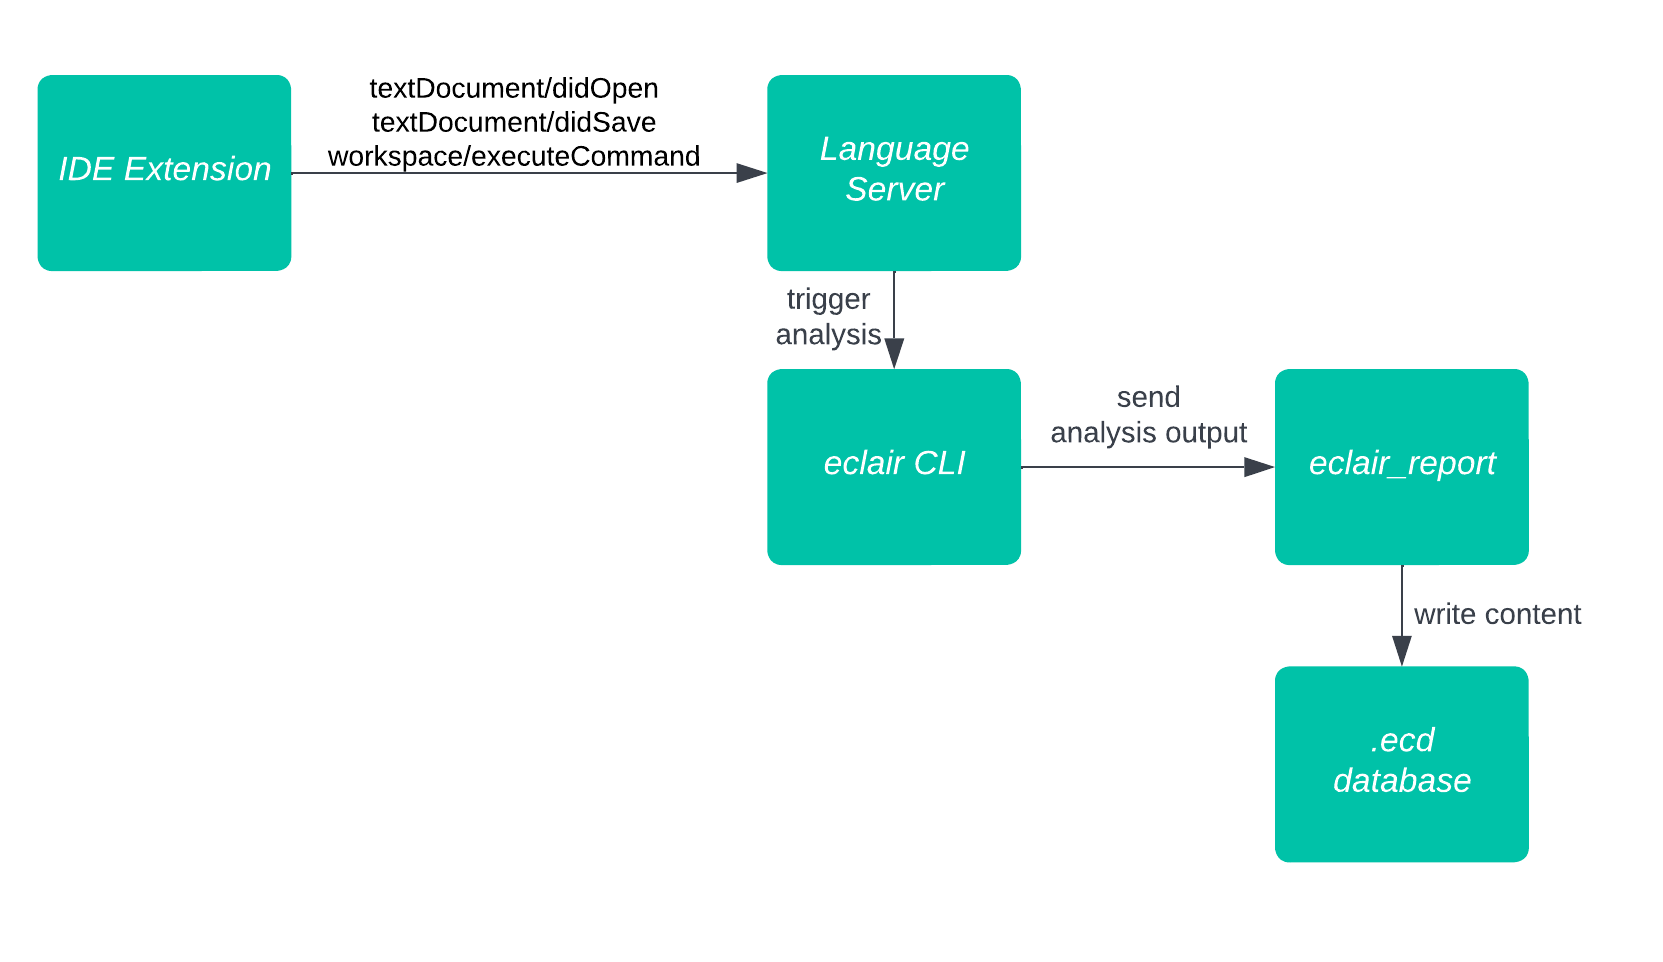 textDocument/didOpen
textDocument/didSave
workspace/executeCommand
IDE Extension
Language
Server
trigger
analysis
eclair CLI
send
analysis output
eclair_report
write content
.ecd
database